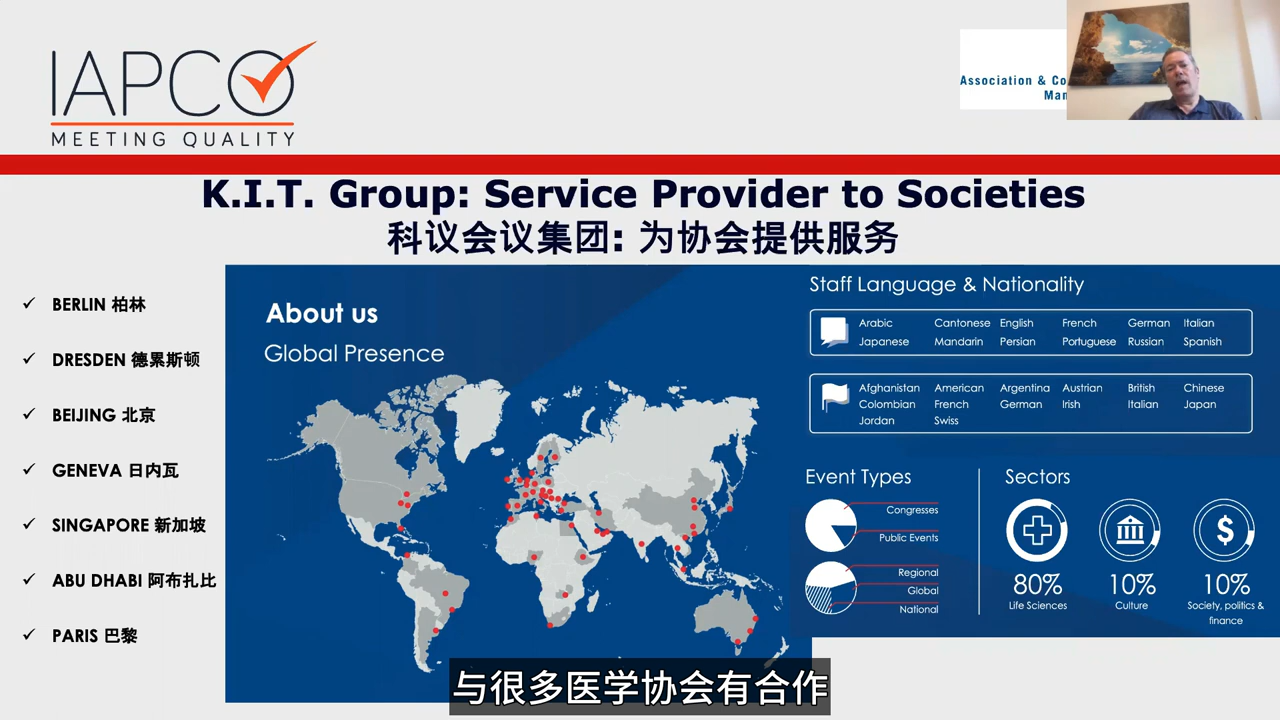 IAPCO
MEETING QUALITY
Association & Co
Man
K.I.T. Group: Service Provider to Societies
科议会议集团: 为协会提供服务
BERLIN 柏林
DRESDEN 德累斯顿
BEIJING 北京
GENEVA 日内瓦
SINGAPORE 新加坡
ABU DHABI 阿布扎比
PARIS 巴黎
About us
Global Presence
Staff Language & Nationality
Arabic Cantonese English French German Italian
Japanese Mandarin Persian Portuguese Russian Spanish
Afghanistan American Argentina Austrian British Chinese
Colombian French German Irish Italian Japan
Jordan Swiss
Event Types
Congresses
Public Events
Regional
Global
National
Sectors
80% 10% 10%
Life Sciences Culture Society, politics &
finance
与很多医学协会有合作